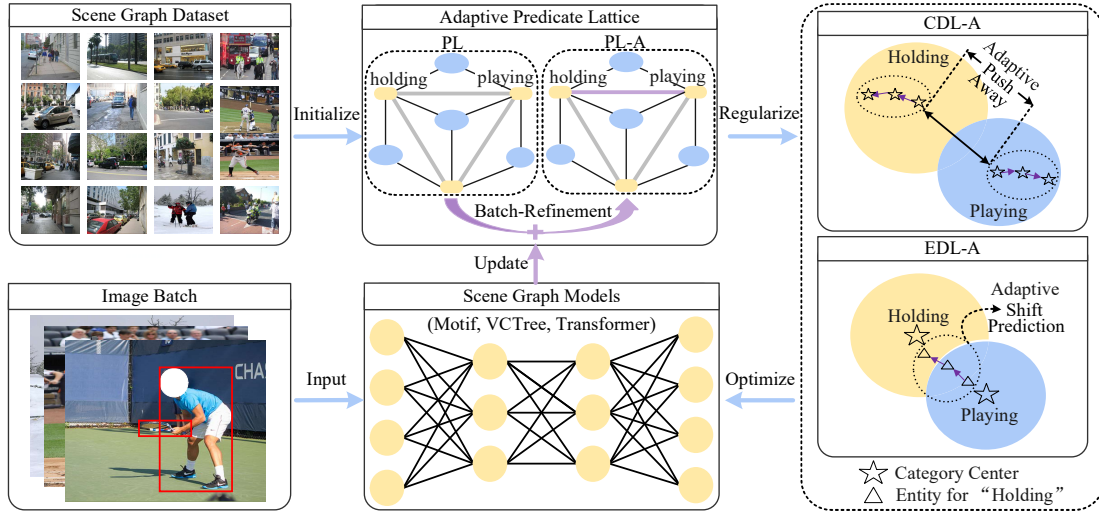 Scene Graph Dataset
Adaptive Predicate Lattice
PL
PL-A
holding
playing
holding
playing
Batch-Refinement
Initialize
Regularize
Update
CDL-A
Holding
Adaptive
Push
Away
Playing
EDL-A
Holding
Adaptive
Shift
Prediction
Playing
Category Center
Entity for “Holding”
Image Batch
CHAS
Input
Scene Graph Models
(Motif, VCTree, Transformer)
Optimize